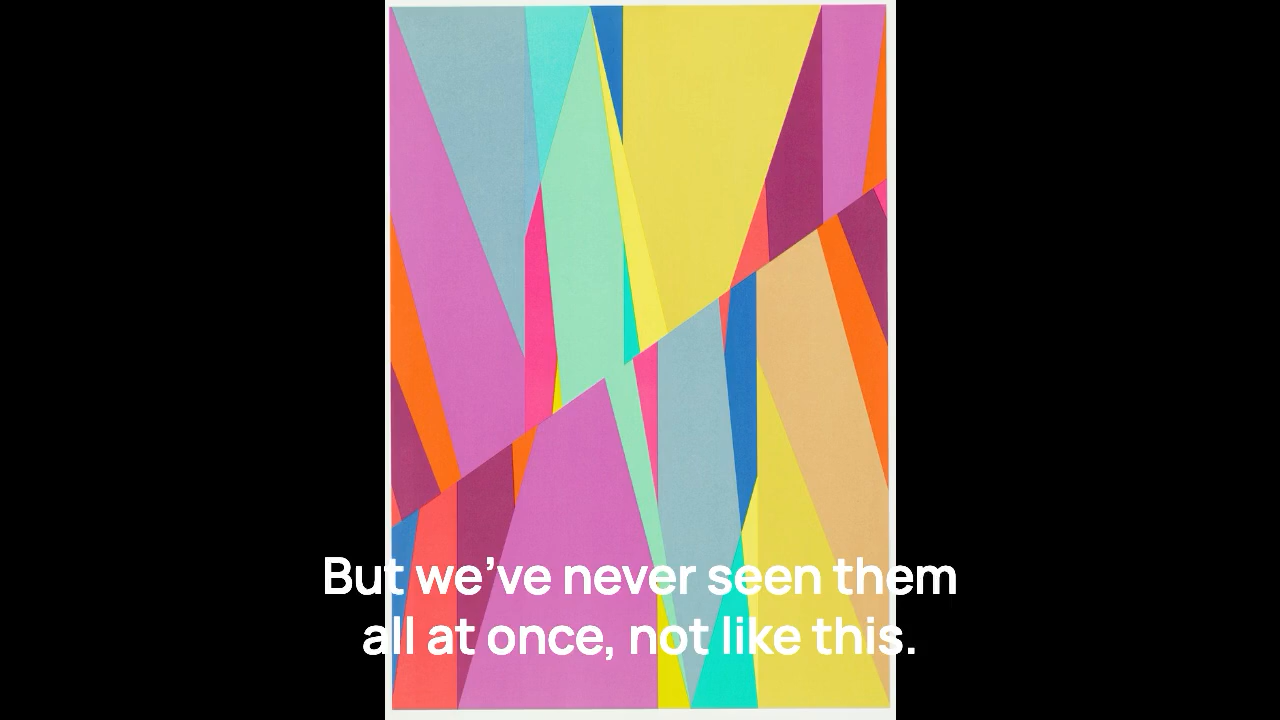 But we’ve never seen them
all at once, not like this.